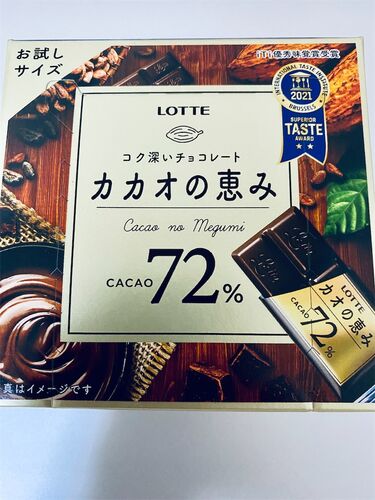 お試し
サイズ
iTi優秀味覚賞受賞
INTERNATIONAL TASTE INSTITUTE
2021
BRUSSELS
SUPERIOR
TASTE
AWARD
LOTTE
コク深いチョコレート
カカオの恵み
Cacao no Megumi
CACAO 72%
LOTTE
カカオの恵み
CACAO 72%
真はイメージです